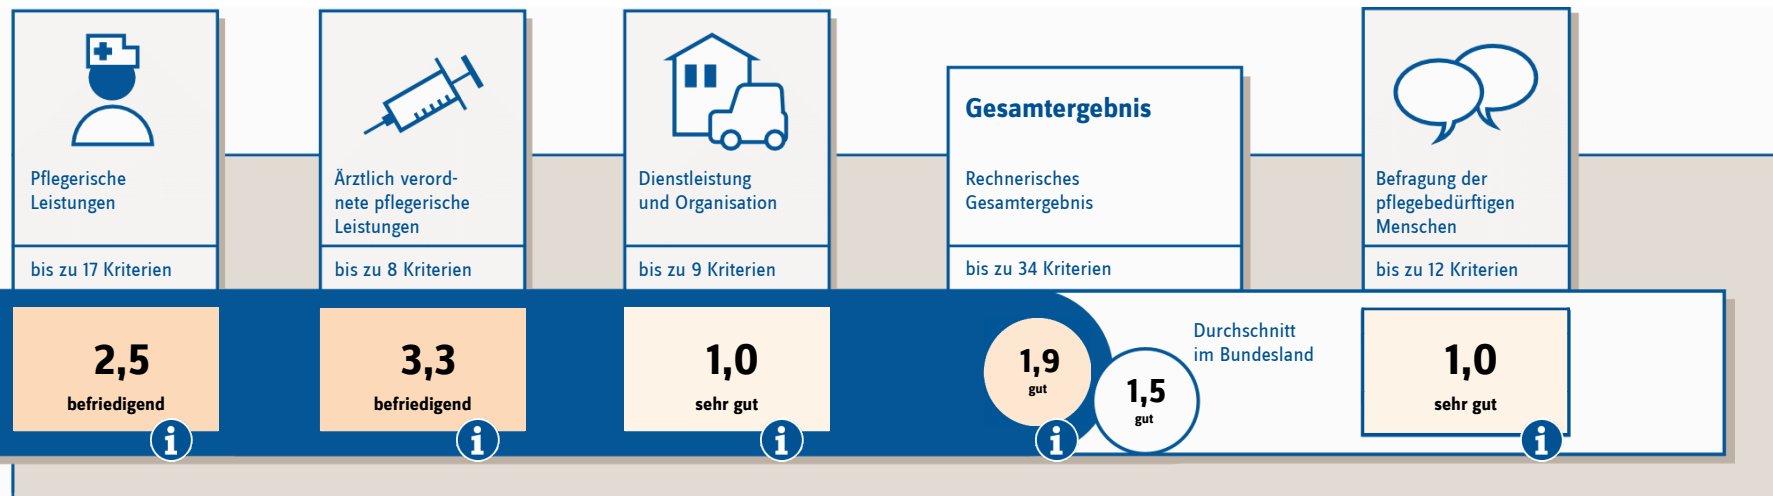 Pflegerische
Leistungen
bis zu 17 Kriterien
2,5
befriedigend
i
Ärztlich verord-
nete pflegerische
Leistungen
bis zu 8 Kriterien
3,3
befriedigend
i
Dienstleistung
und Organisation
bis zu 9 Kriterien
1,0
sehr gut
i
Gesamtergebnis
Rechnerisches
Gesamtergebnis
bis zu 34 Kriterien
1,9
gut
i
1,5
gut
Durchschnitt
im Bundesland
Befragung der
pflegebedürftigen
Menschen
bis zu 12 Kriterien
1,0
sehr gut
i